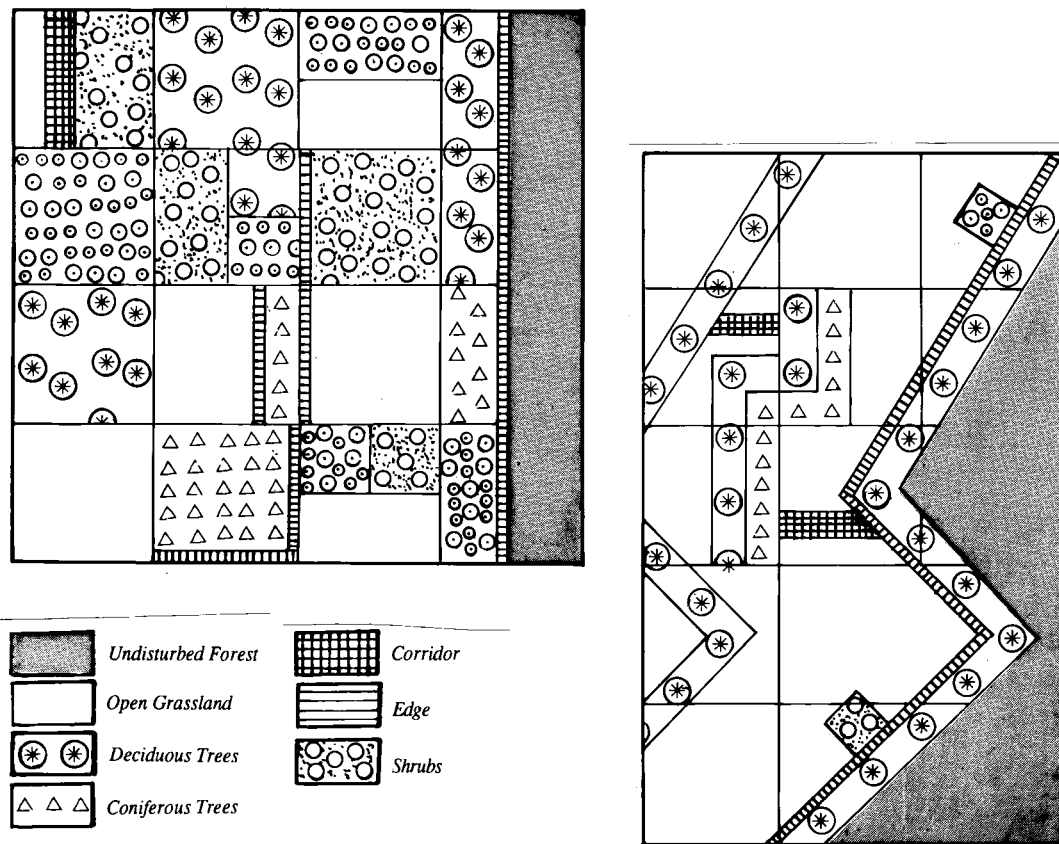 Undisturbed Forest
Open Grassland
Deciduous Trees
Coniferous Trees
Corridor
Edge
Shrubs